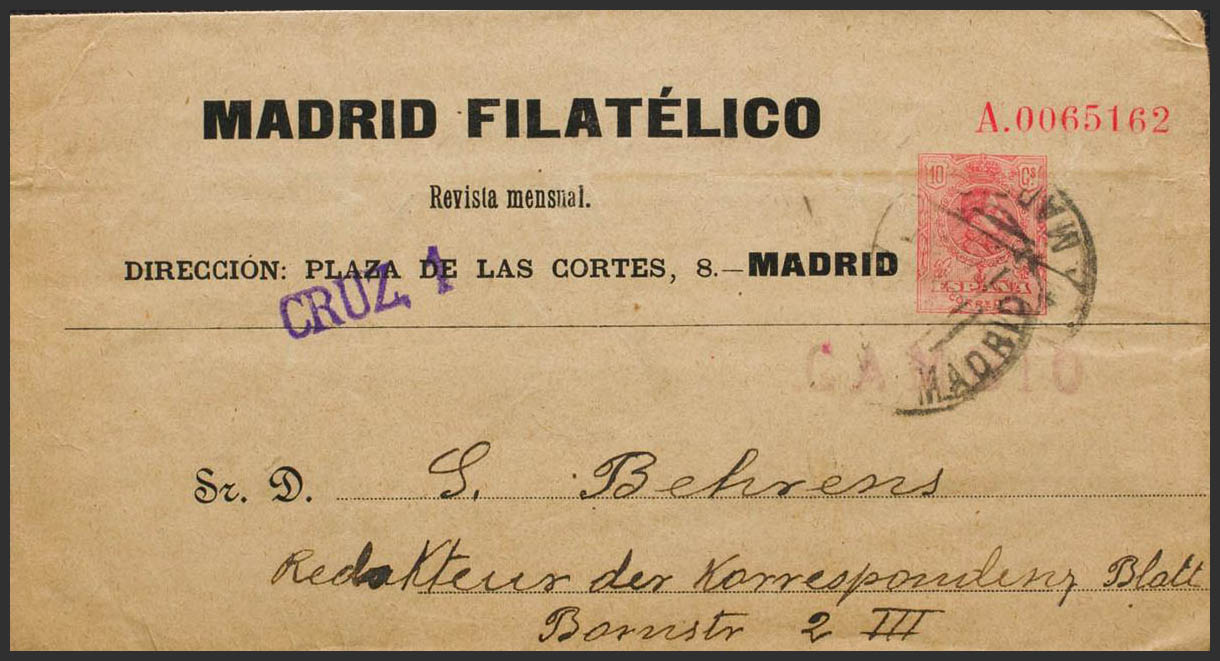 MADRID FILATÉLICO
A.0065162
Revista mensual.
10 Cs
DIRECCIÓN: PLAZA DE LAS CORTES, 8.—MADRID
CRUZ, 1
ESPAÑA
CORREOS
MADRID
CAMBIO
Sr. D. S. Behrens
Redakteur der Korrespondenz Blatt
Bornstr 2 III